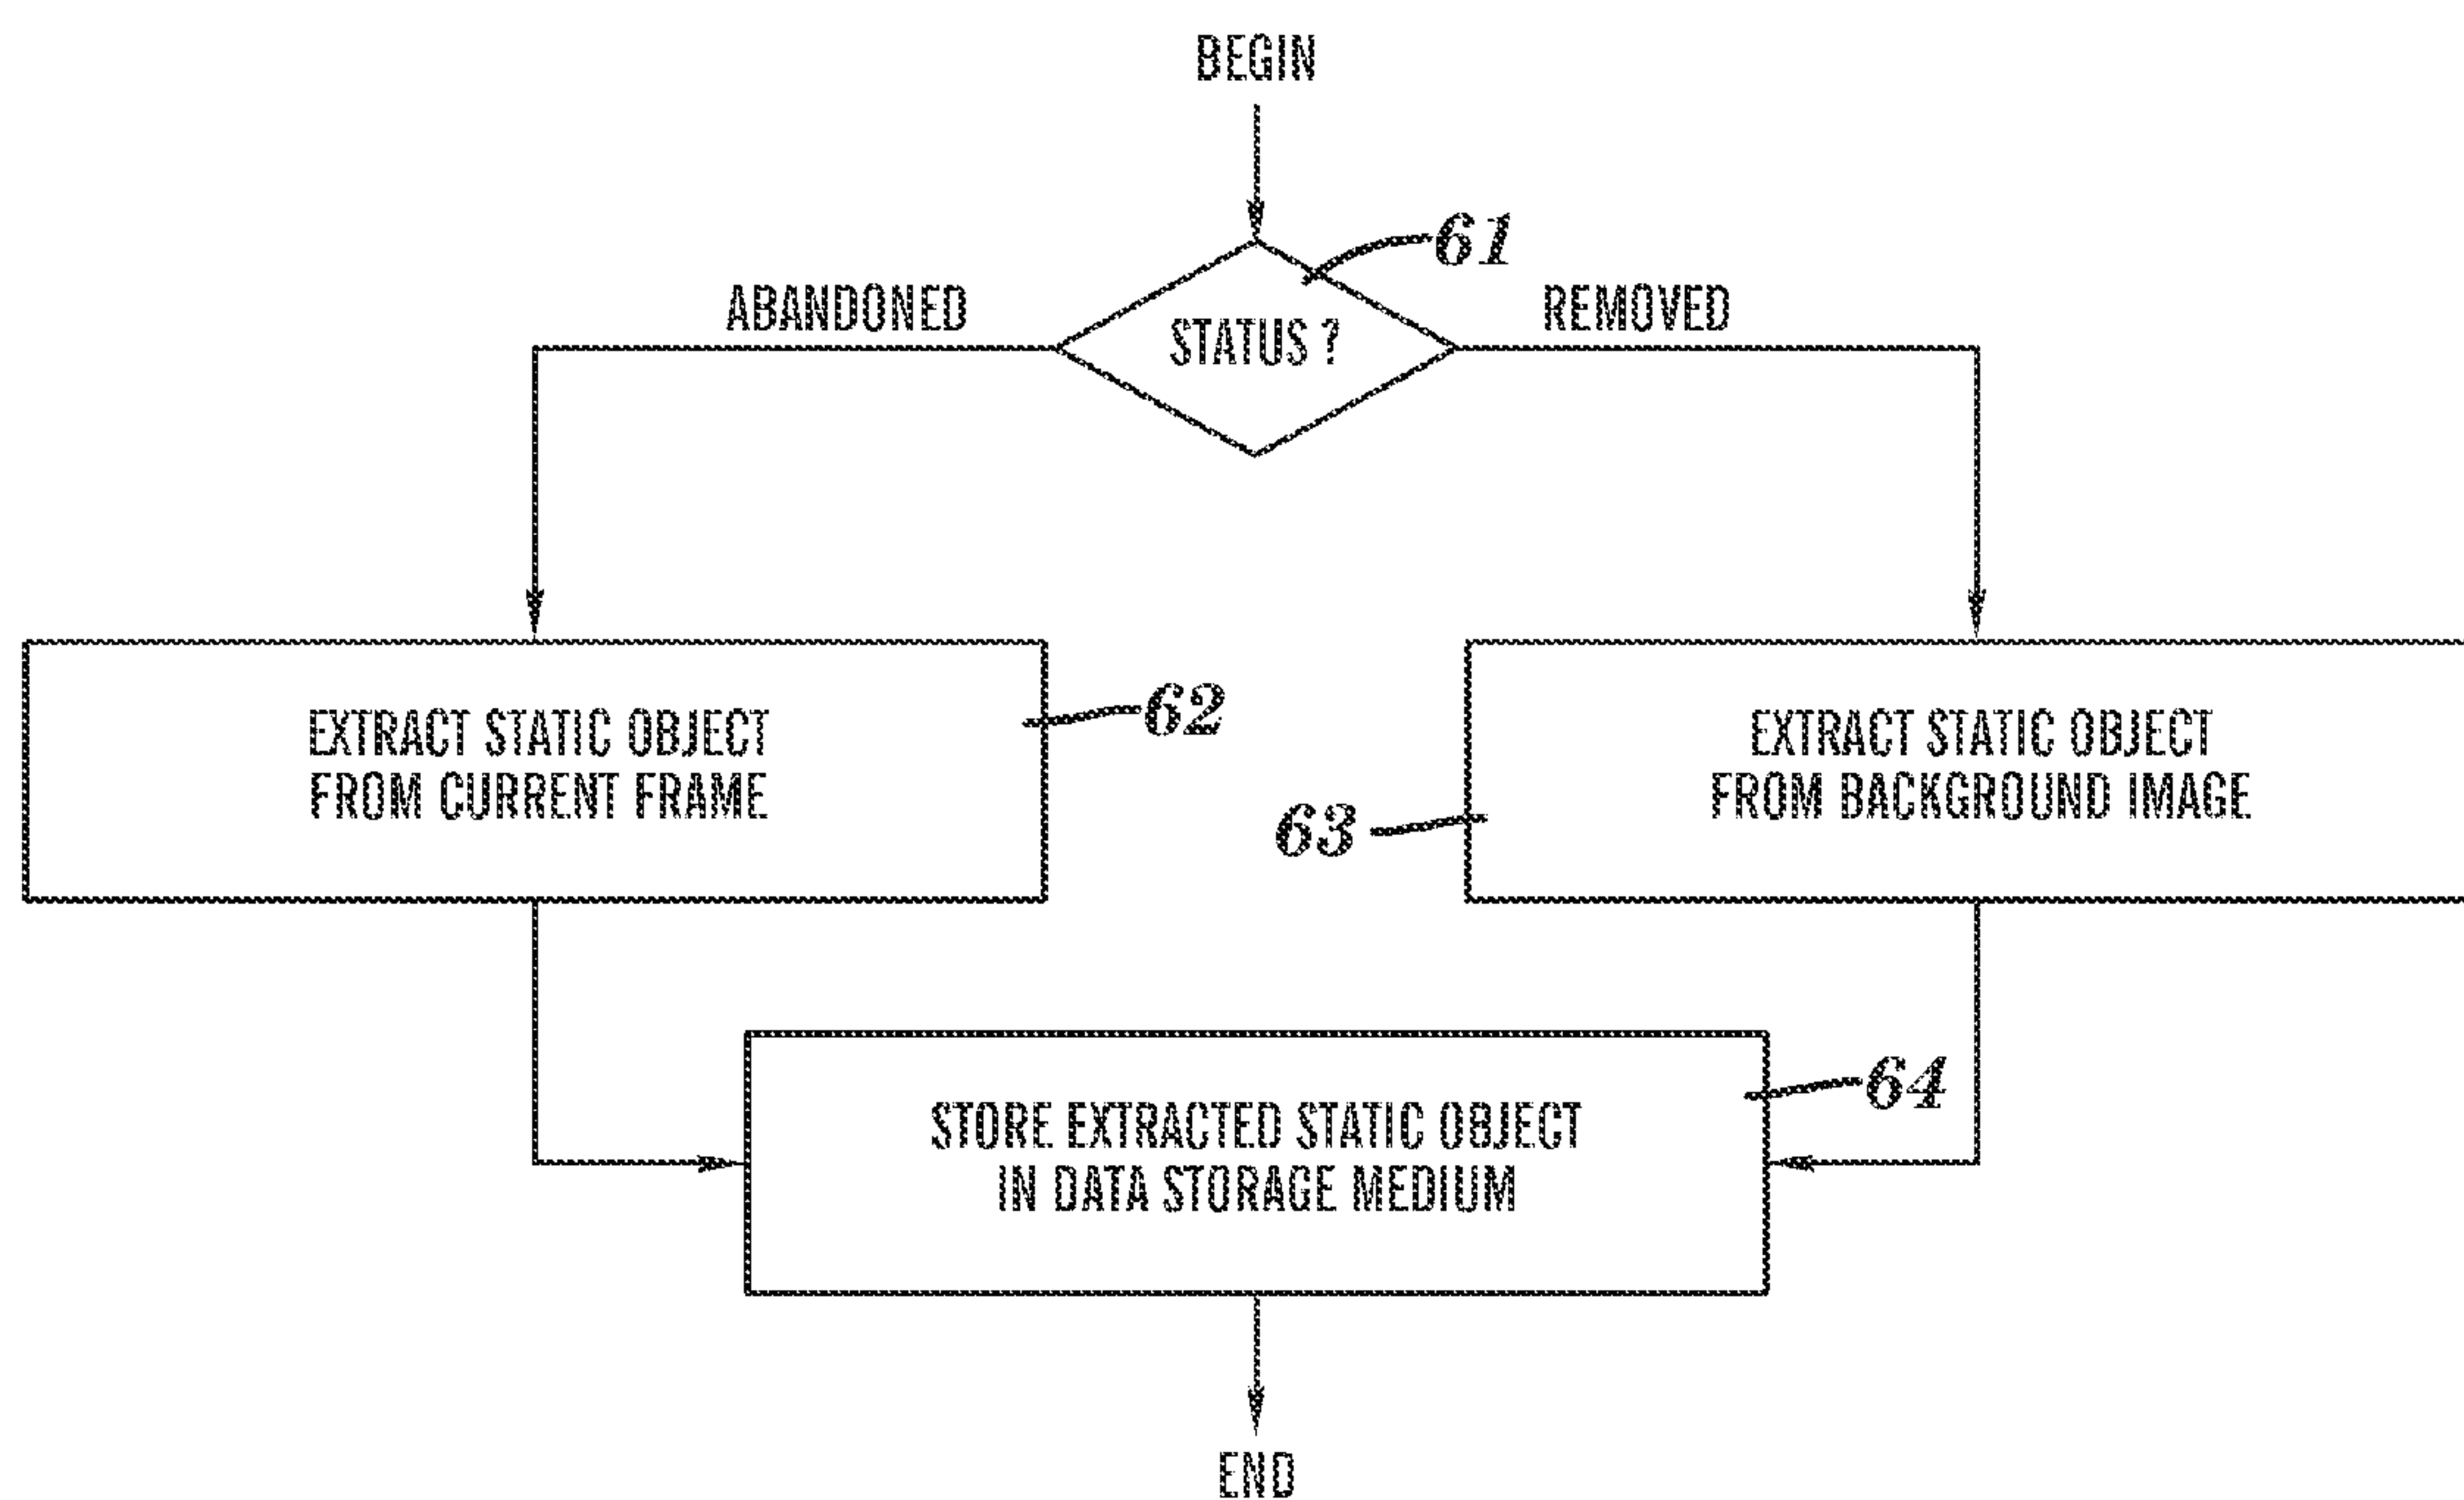 BEGIN
61
ABANDONED
STATUS ?
REMOVED
EXTRACT STATIC OBJECT
FROM CURRENT FRAME
62
63
EXTRACT STATIC OBJECT
FROM BACKGROUND IMAGE
STORE EXTRACTED STATIC OBJECT
IN DATA STORAGE MEDIUM
64
END